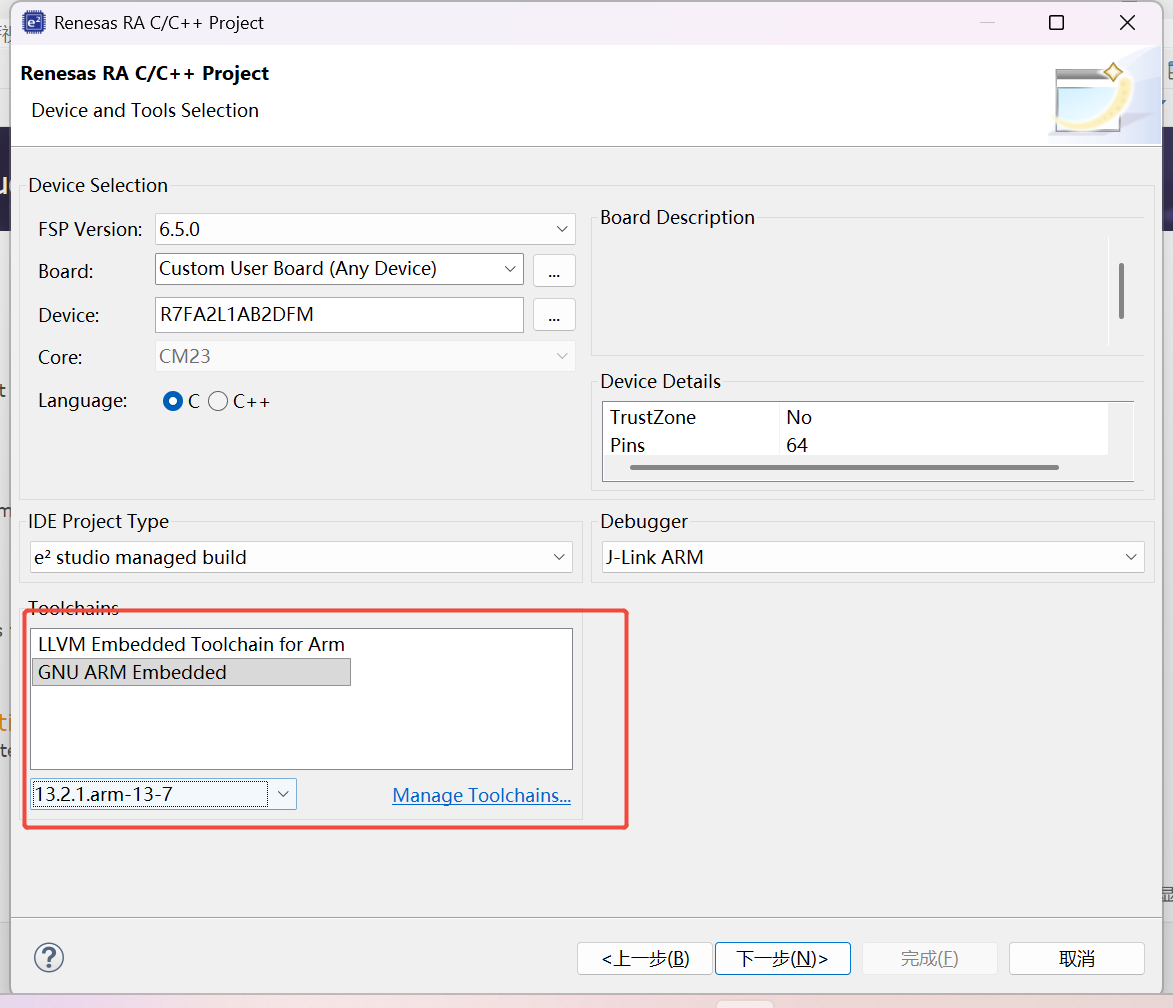 Renesas RA C/C++ Project
Renesas RA C/C++ Project
Device and Tools Selection
Device Selection
FSP Version: 6.5.0
Board: Custom User Board (Any Device) ...
Device: R7FA2L1AB2DFM ...
Core: CM23
Language: C C++
Board Description
Device Details
TrustZone No
Pins 64
IDE Project Type
e² studio managed build
Debugger
J-Link ARM
Toolchains
LLVM Embedded Toolchain for Arm
GNU ARM Embedded
13.2.1.arm-13-7
Manage Toolchains...
<上一步(B)
下一步(N)>
完成(F)
取消